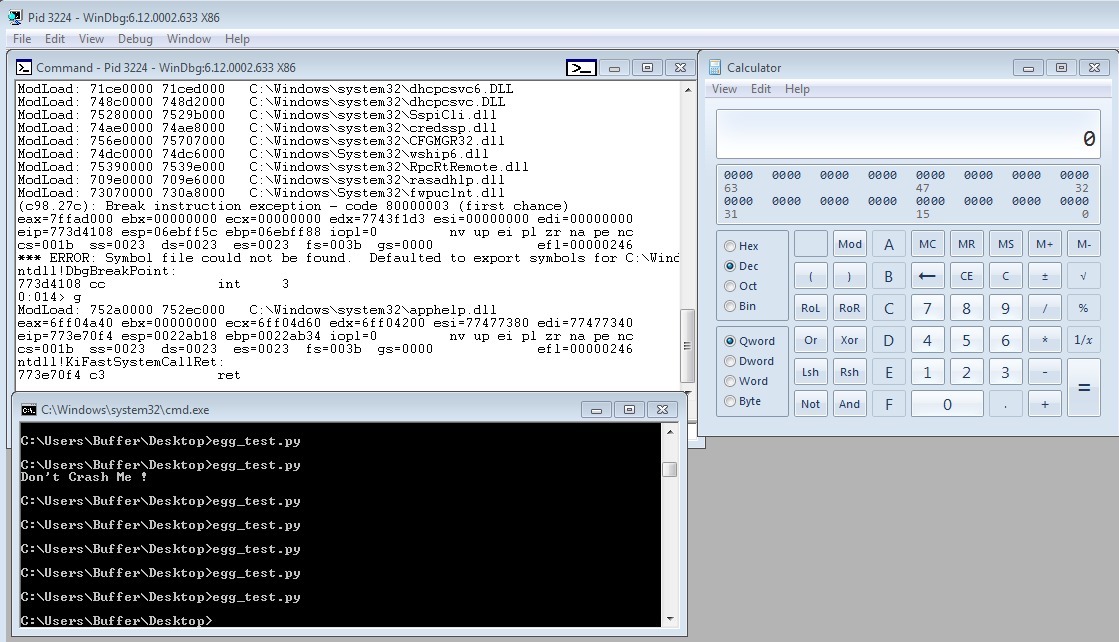 Pid 3224 - WinDbg:6.12.0002.633 X86
File Edit View Debug Window Help
Command - Pid 3224 - WinDbg:6.12.0002.633 X86
ModLoad: 71ce0000 71ced000 C:\Windows\system32\dhcpcsvc6.DLL
ModLoad: 748c0000 748d2000 C:\Windows\system32\dhcpcsvc.DLL
ModLoad: 75280000 7529b000 C:\Windows\system32\SspiCli.dll
ModLoad: 74ae0000 74ae8000 C:\Windows\system32\credssp.dll
ModLoad: 756e0000 75707000 C:\Windows\system32\CFGMGR32.dll
ModLoad: 74dc0000 74dc6000 C:\Windows\system32\wship6.dll
ModLoad: 75390000 7539e000 C:\Windows\system32\RpcRtRemote.dll
ModLoad: 709e0000 709e6000 C:\Windows\system32\rasadhlp.dll
ModLoad: 73070000 730a8000 C:\Windows\System32\fwpuclnt.dll
(c98.27c): Break instruction exception - code 80000003 (first chance)
eax=7ffad000 ebx=00000000 ecx=00000000 edx=7743f1d3 esi=00000000 edi=00000000
eip=773d4108 esp=06ebff5c ebp=06ebff88 iopl=0 nv up ei pl zr na pe nc
cs=001b ss=0023 ds=0023 es=0023 fs=003b gs=0000 efl=00000246
*** ERROR: Symbol file could not be found. Defaulted to export symbols for C:\Wind
ntdll!DbgBreakPoint:
773d4108 cc int 3
0:014> g
ModLoad: 752a0000 752ec000 C:\Windows\system32\apphelp.dll
eax=6ff04a40 ebx=00000000 ecx=6ff04d60 edx=6ff04200 esi=77477380 edi=77477340
eip=773e70f4 esp=0022ab18 ebp=0022ab34 iopl=0 nv up ei pl zr na pe nc
cs=001b ss=0023 ds=0023 es=0023 fs=003b gs=0000 efl=00000246
ntdll!KiFastSystemCallRet:
773e70f4 c3 ret
Calculator
View Edit Help
0
0000 0000 0000 0000 0000 0000 0000 0000
63 47 32
0000 0000 0000 0000 0000 0000 0000 0000
31 15 0
Hex
Dec
Oct
Bin
Qword
Dword
Word
Byte
Mod A MC MR MS M+ M-
( ) B ← CE C ± √
RoL RoR C 7 8 9 / %
Or Xor D 4 5 6 * 1/x
Lsh Rsh E 1 2 3 - =
Not And F 0 . +
C:\Windows\system32\cmd.exe
C:\Users\Buffer\Desktop>egg_test.py
C:\Users\Buffer\Desktop>egg_test.py
Don't Crash Me !
C:\Users\Buffer\Desktop>egg_test.py
C:\Users\Buffer\Desktop>egg_test.py
C:\Users\Buffer\Desktop>egg_test.py
C:\Users\Buffer\Desktop>egg_test.py
C:\Users\Buffer\Desktop>egg_test.py
C:\Users\Buffer\Desktop>